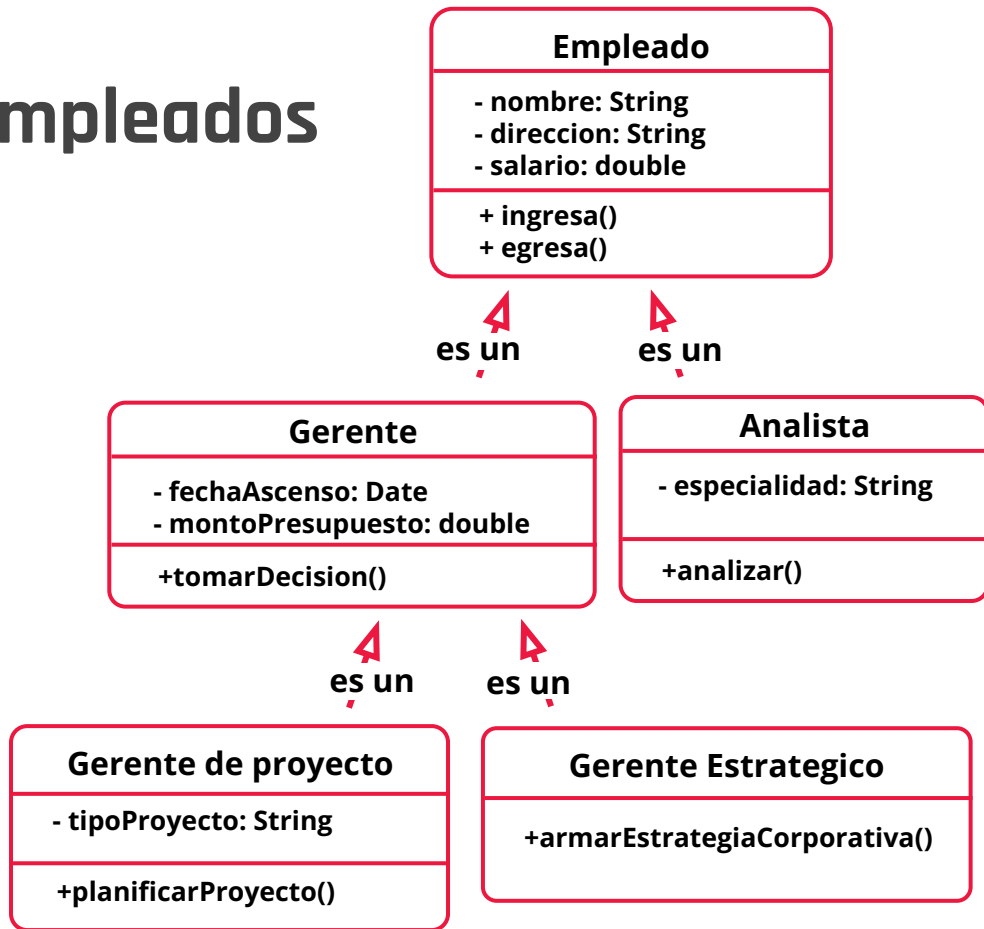 mpleados
Empleado
- nombre: String
- direccion: String
- salario: double
+ ingresa()
+ egresa()
es un
es un
Gerente
- fechaAscenso: Date
- montoPresupuesto: double
+tomarDecision()
Analista
- especialidad: String
+analizar()
es un
es un
Gerente de proyecto
- tipoProyecto: String
+planificarProyecto()
Gerente Estrategico
+armarEstrategiaCorporativa()